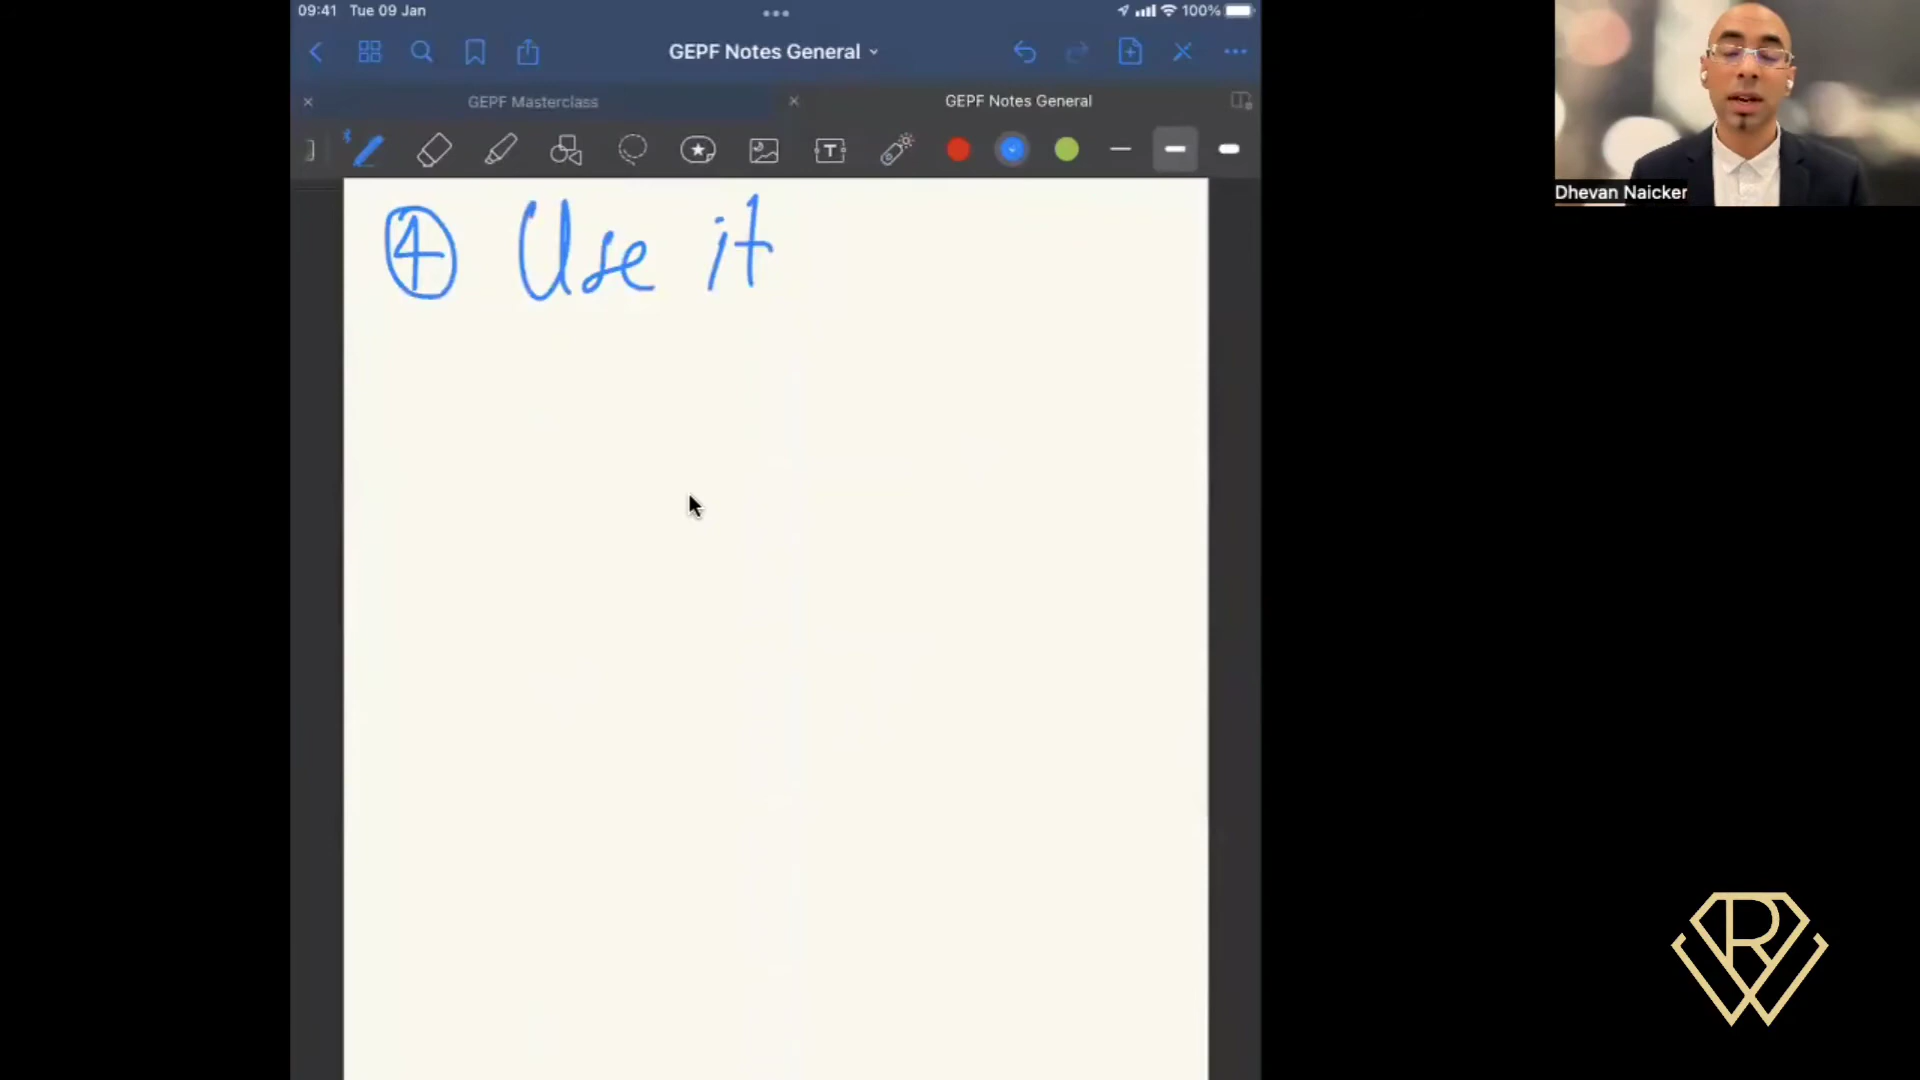 09:41 Tue 09 Jan 100%
GEPF Notes General
GEPF Masterclass GEPF Notes General
T
④ Use it
Dhevan Naicker
RW